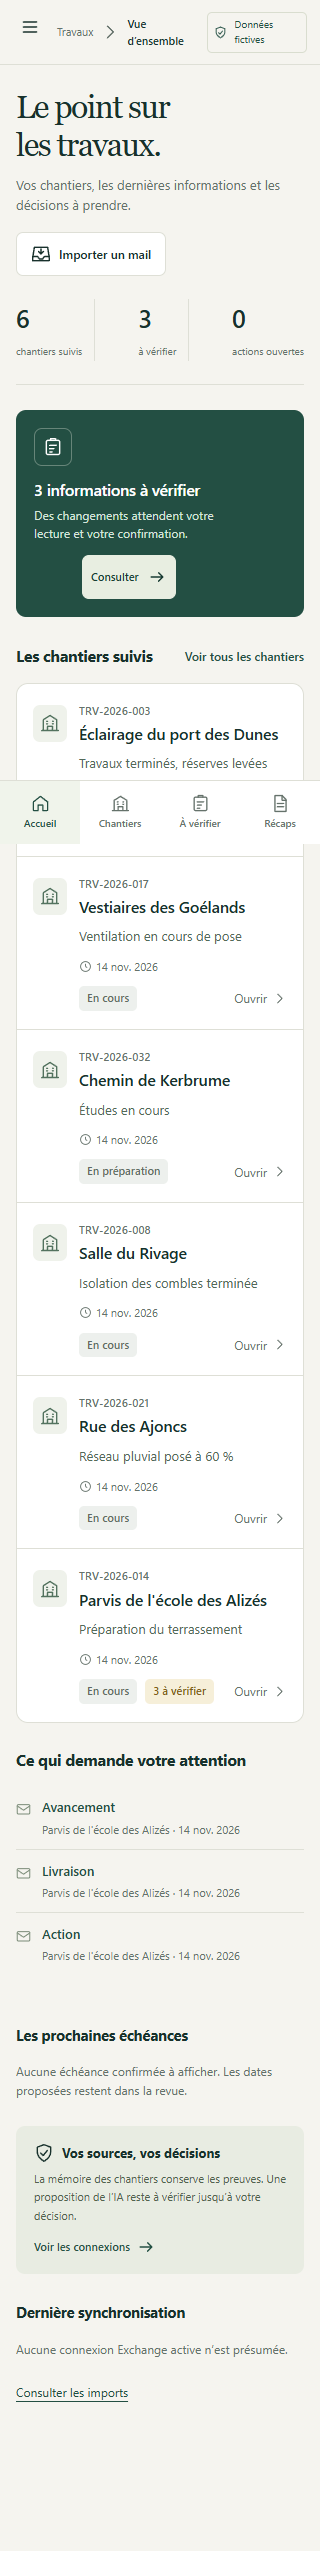 Travaux
Vue
d'ensemble
Données
fictives
Le point sur
les travaux.
Vos chantiers, les dernières informations et les
décisions à prendre.
Importer un mail
6
chantiers suivis
3
à vérifier
0
actions ouvertes
3 informations à vérifier
Des changements attendent votre
lecture et votre confirmation.
Consulter
Les chantiers suivis
Voir tous les chantiers
TRV-2026-003
Éclairage du port des Dunes
Travaux terminés, réserves levées
Accueil
Chantiers
À vérifier
Récaps
TRV-2026-017
Vestiaires des Goélands
Ventilation en cours de pose
14 nov. 2026
En cours
Ouvrir
TRV-2026-032
Chemin de Kerbrume
Études en cours
14 nov. 2026
En préparation
Ouvrir
TRV-2026-008
Salle du Rivage
Isolation des combles terminée
14 nov. 2026
En cours
Ouvrir
TRV-2026-021
Rue des Ajoncs
Réseau pluvial posé à 60 %
14 nov. 2026
En cours
Ouvrir
TRV-2026-014
Parvis de l'école des Alizés
Préparation du terrassement
14 nov. 2026
En cours
3 à vérifier
Ouvrir
Ce qui demande votre attention
Avancement
Parvis de l'école des Alizés · 14 nov. 2026
Livraison
Parvis de l'école des Alizés · 14 nov. 2026
Action
Parvis de l'école des Alizés · 14 nov. 2026
Les prochaines échéances
Aucune échéance confirmée à afficher. Les dates
proposées restent dans la revue.
Vos sources, vos décisions
La mémoire des chantiers conserve les preuves. Une
proposition de l'IA reste à vérifier jusqu'à votre
décision.
Voir les connexions
Dernière synchronisation
Aucune connexion Exchange active n'est présumée.
Consulter les imports